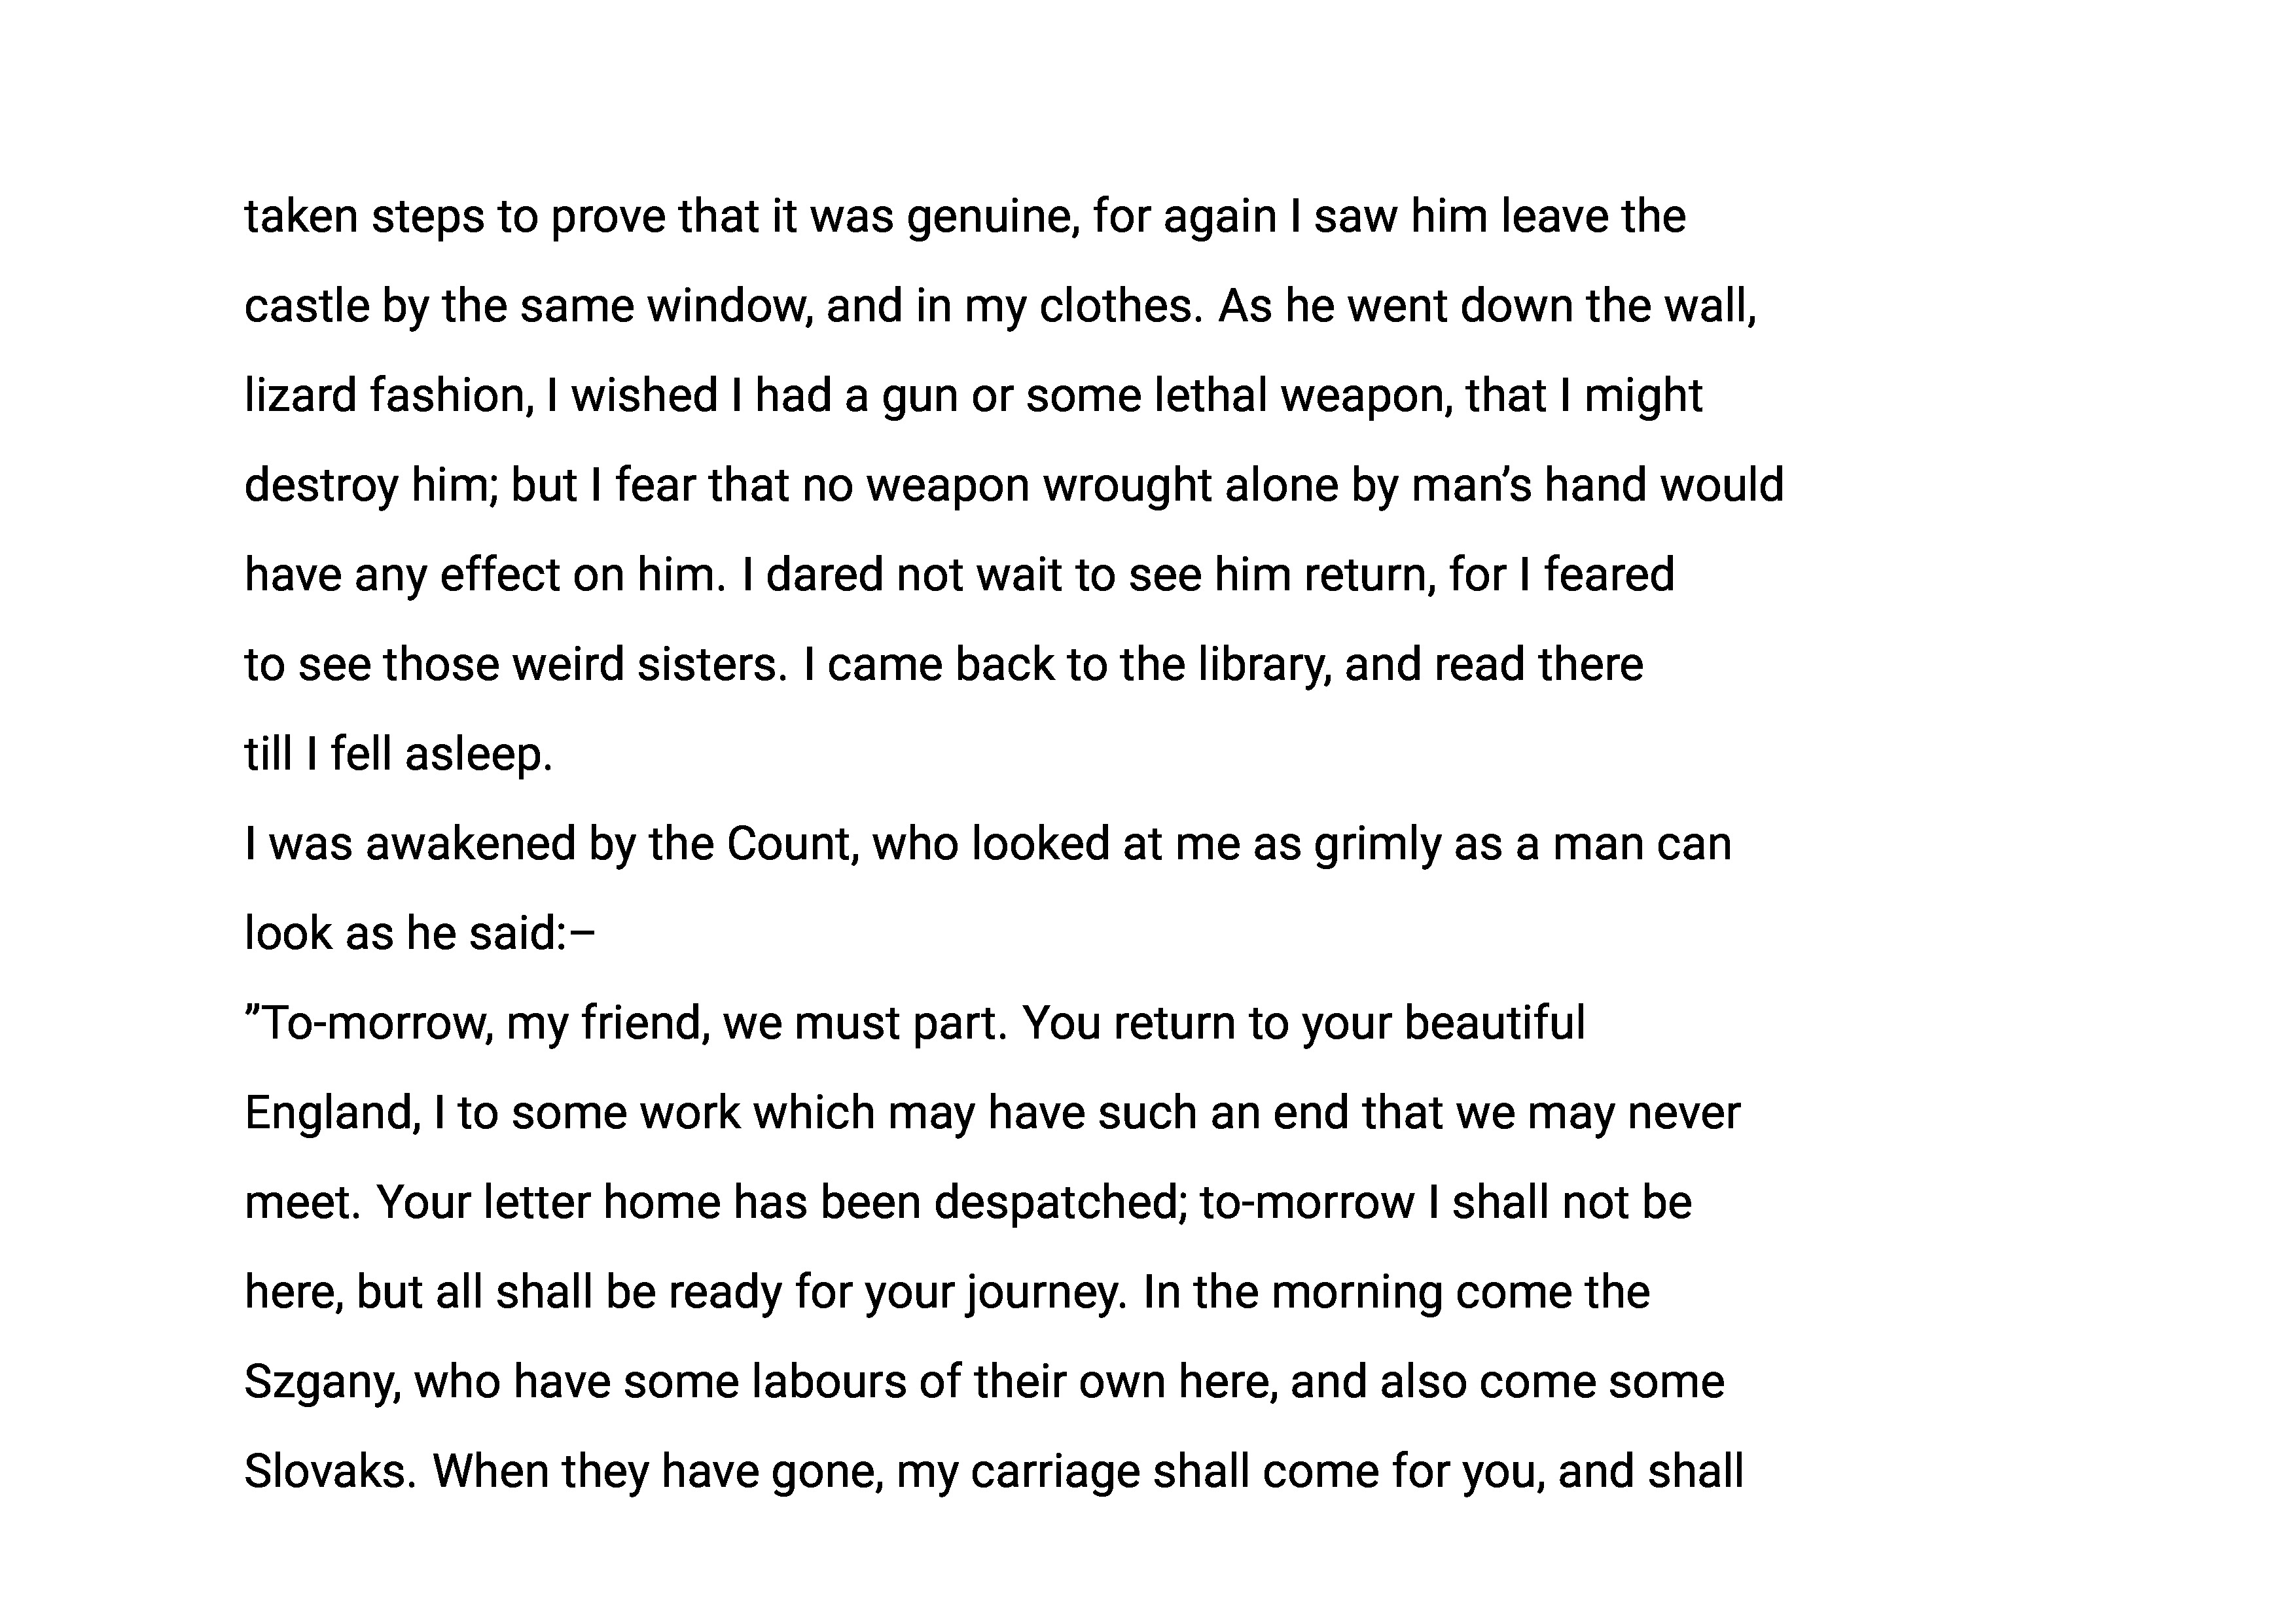 taken steps to prove that it was genuine, for again I saw him leave the
castle by the same window, and in my clothes. As he went down the wall,
lizard fashion, I wished I had a gun or some lethal weapon, that I might
destroy him; but I fear that no weapon wrought alone by man’s hand would
have any effect on him. I dared not wait to see him return, for I feared
to see those weird sisters. I came back to the library, and read there
till I fell asleep.
I was awakened by the Count, who looked at me as grimly as a man can
look as he said:–
”To-morrow, my friend, we must part. You return to your beautiful
England, I to some work which may have such an end that we may never
meet. Your letter home has been despatched; to-morrow I shall not be
here, but all shall be ready for your journey. In the morning come the
Szgany, who have some labours of their own here, and also come some
Slovaks. When they have gone, my carriage shall come for you, and shall